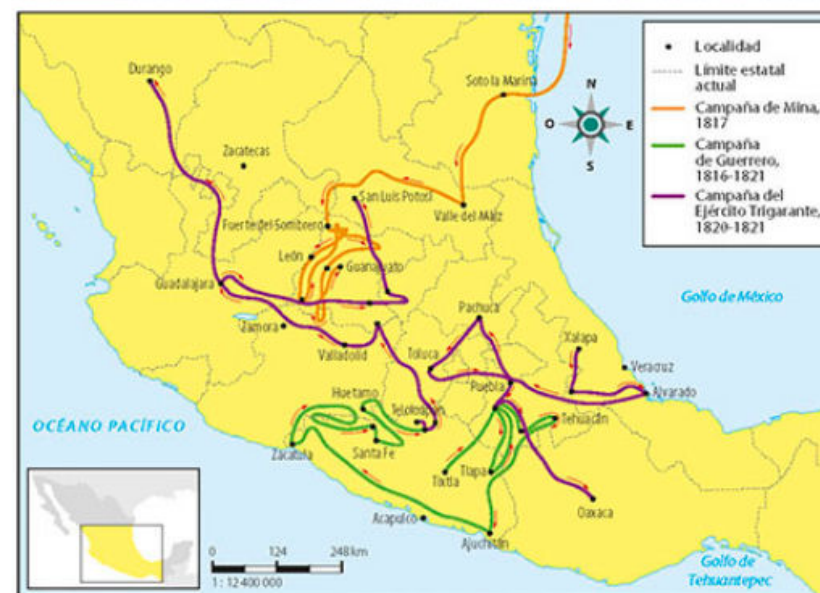 Durango
Soto la Marina
Zacatecas
San Luis Potosí
Valle del Maíz
Fuerte del Sombrero
León
Guanajuato
Guadalajara
Zamora
Valladolid
Pachuca
Toluca
Xalapa
Veracruz
Puebla
Alvarado
Huetamo
Teloloapan
Tehuacán
Zacatula
Santa Fe
Tixtla
Tlapa
Acapulco
Oaxaca
Ajuchitán
OCÉANO PACÍFICO
Golfo de México
Golfo de
Tehuantepec
N
O
E
S
Localidad
Límite estatal
actual
Campaña de Mina,
1817
Campaña
de Guerrero,
1816-1821
Campaña del
Ejército Trigarante,
1820-1821
0 124 248 km
1 : 12 400 000